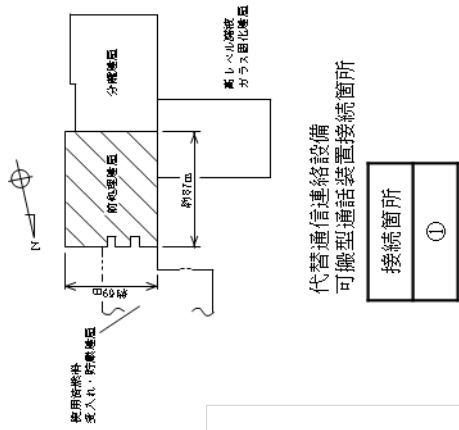 N
使用済燃料
受入れ・貯蔵建屋
約69m
前処理建屋
約87m
分離建屋
高レベル廃液
ガラス固化建屋
代替通信連絡設備
可搬型通話装置接続箇所
接続箇所
①